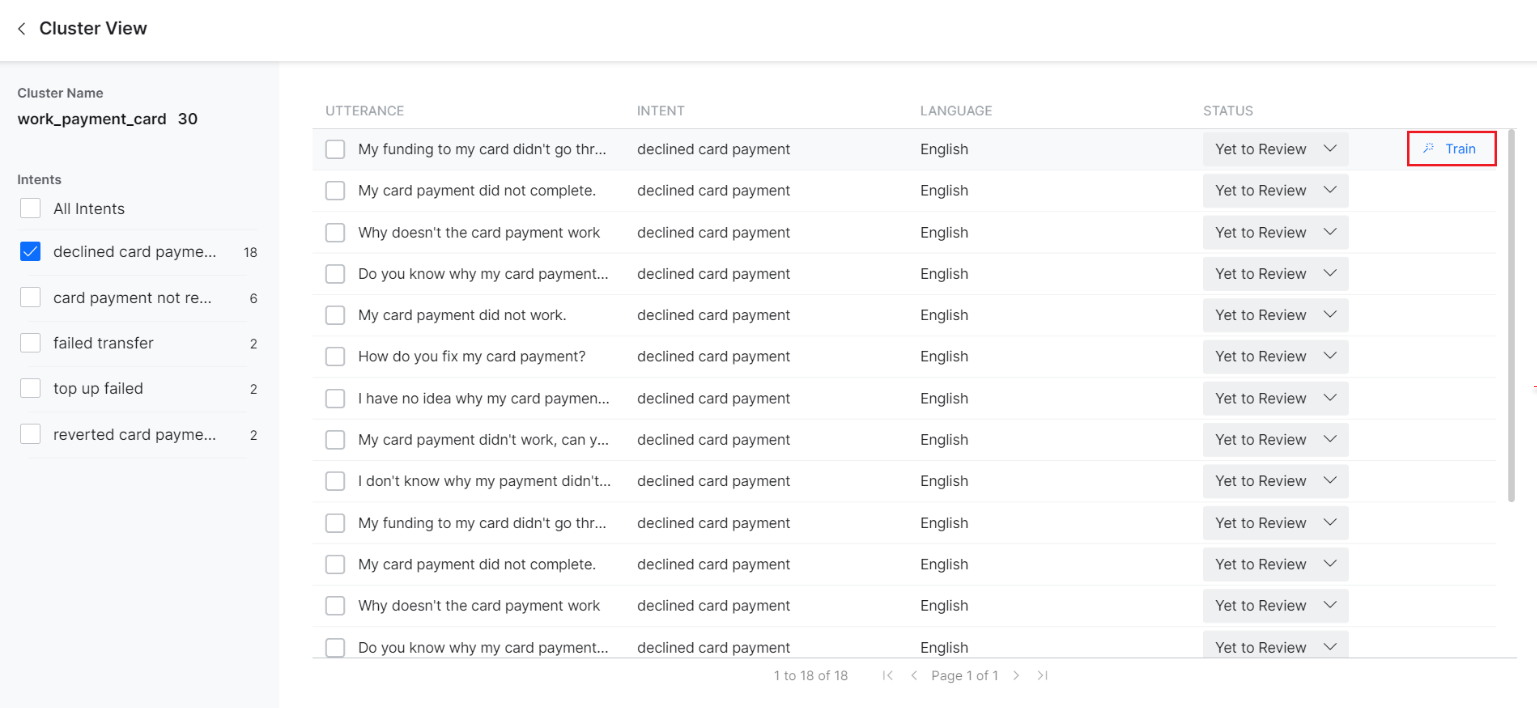 Cluster View
Cluster Name
work_payment_card 30
Intents
All Intents
declined card payme... 18
card payment not re... 6
failed transfer 2
top up failed 2
reverted card payme... 2
UTTERANCE INTENT LANGUAGE STATUS
My funding to my card didn't go thr... declined card payment English Yet to Review Train
My card payment did not complete. declined card payment English Yet to Review
Why doesn't the card payment work declined card payment English Yet to Review
Do you know why my card payment... declined card payment English Yet to Review
My card payment did not work. declined card payment English Yet to Review
How do you fix my card payment? declined card payment English Yet to Review
I have no idea why my card paymen... declined card payment English Yet to Review
My card payment didn't work, can y... declined card payment English Yet to Review
I don't know why my payment didn't... declined card payment English Yet to Review
My funding to my card didn't go thr... declined card payment English Yet to Review
My card payment did not complete. declined card payment English Yet to Review
Why doesn't the card payment work declined card payment English Yet to Review
Do you know why my card payment... declined card payment English Yet to Review
1 to 18 of 18 Page 1 of 1